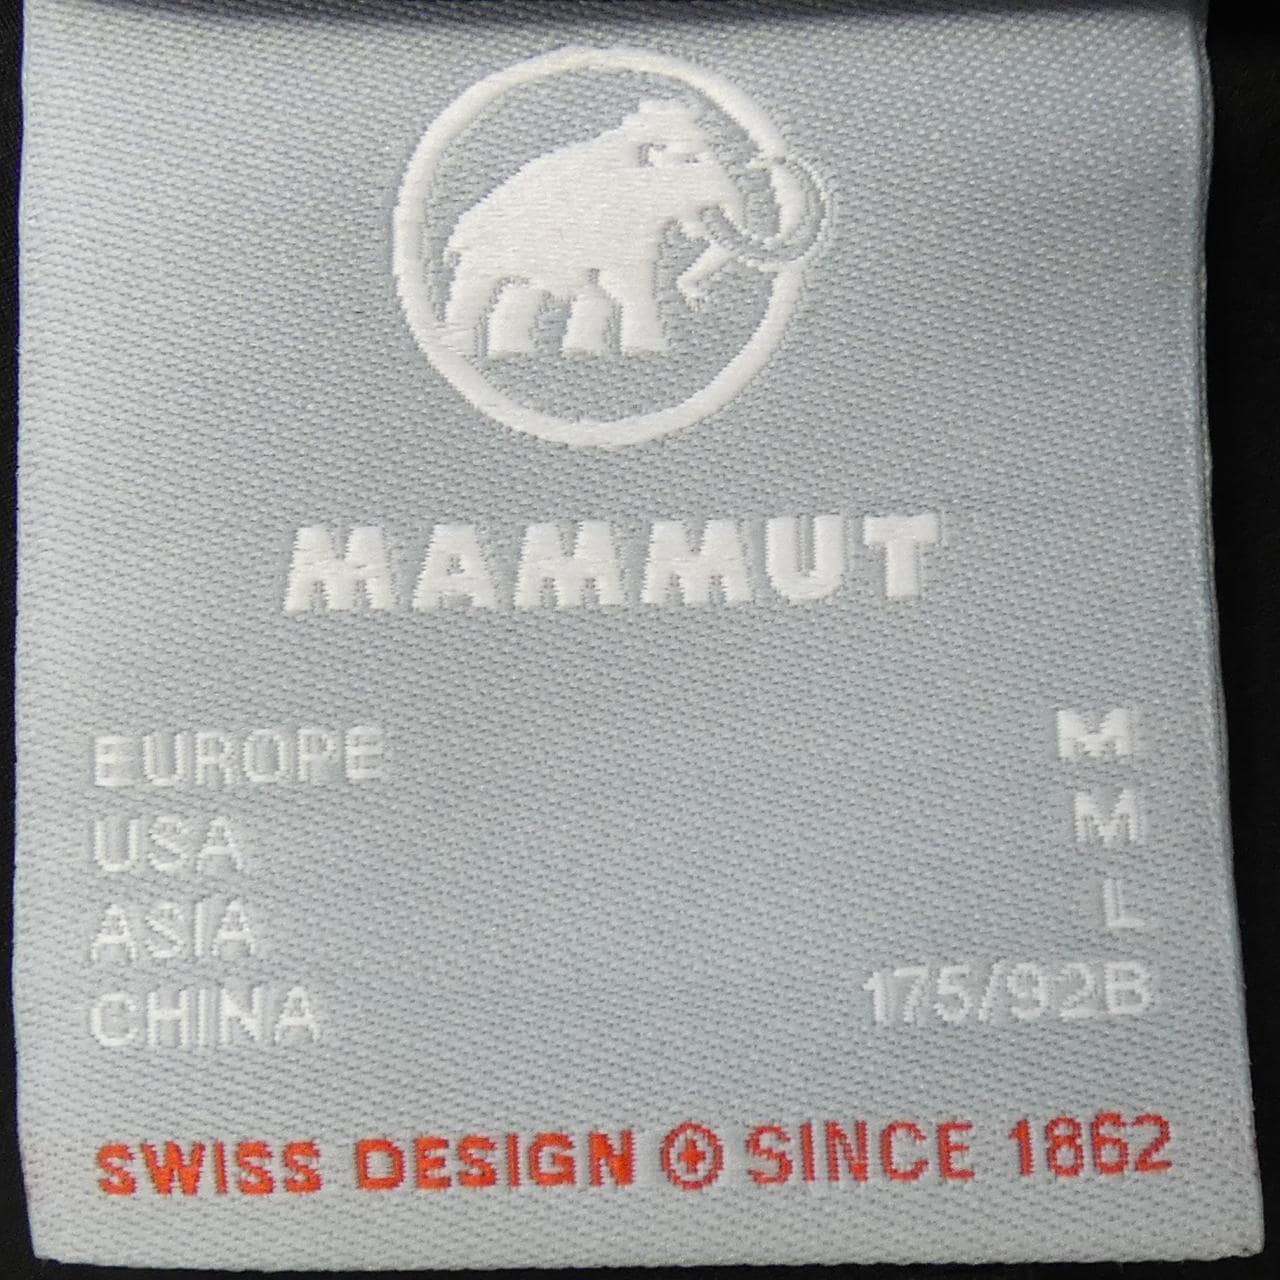 MAMMUT
EUROPE M
USA M
ASIA L
CHINA 175/92B
SWISS DESIGN SINCE 1862